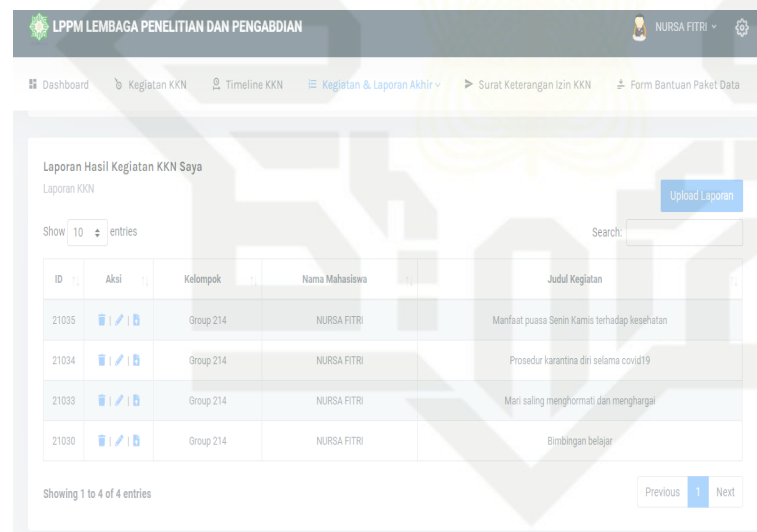 LPPM LEMBAGA PENELITIAN DAN PENGABDIAN NURSA FITRI
Dashboard Kegiatan KKN Timeline KKN Kegiatan & Laporan Akhir Surat Keterangan Izin KKN Form Bantuan Paket Data
Laporan Hasil Kegiatan KKN Saya
Laporan KKN
Upload Laporan
Show 10 entries Search:
ID Aksi Kelompok Nama Mahasiswa Judul Kegiatan
21035 | | Group 214 NURSA FITRI Manfaat puasa Senin Kamis terhadap kesehatan
21034 | | Group 214 NURSA FITRI Prosedur karantina diri selama covid19
21033 | | Group 214 NURSA FITRI Mari saling menghormati dan menghargai
21030 | | Group 214 NURSA FITRI Bimbingan belajar
Showing 1 to 4 of 4 entries Previous 1 Next